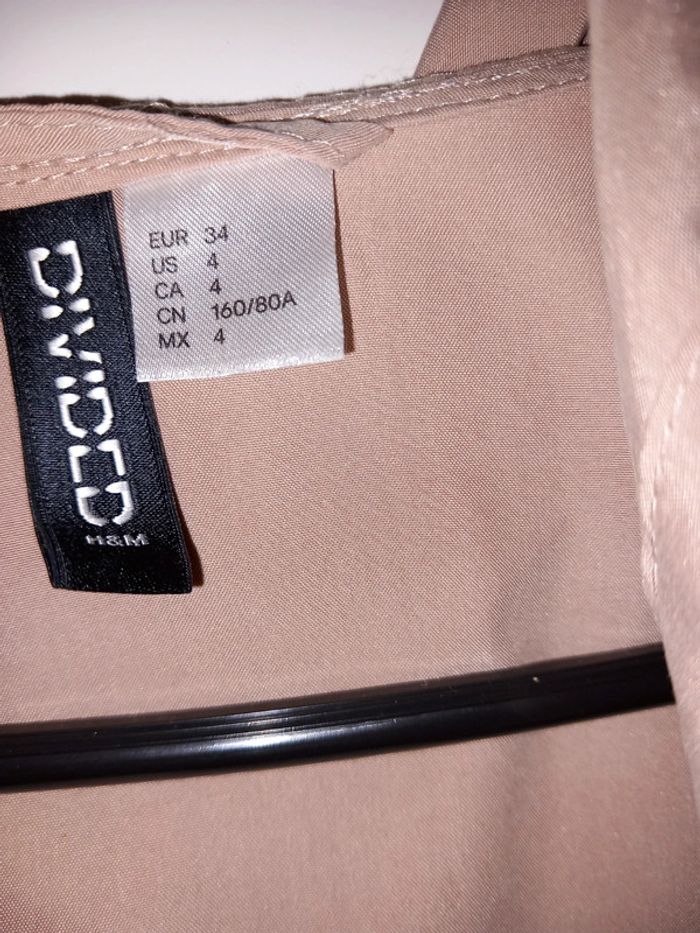 DIVIDED
H&M
EUR 34
US 4
CA 4
CN 160/80A
MX 4